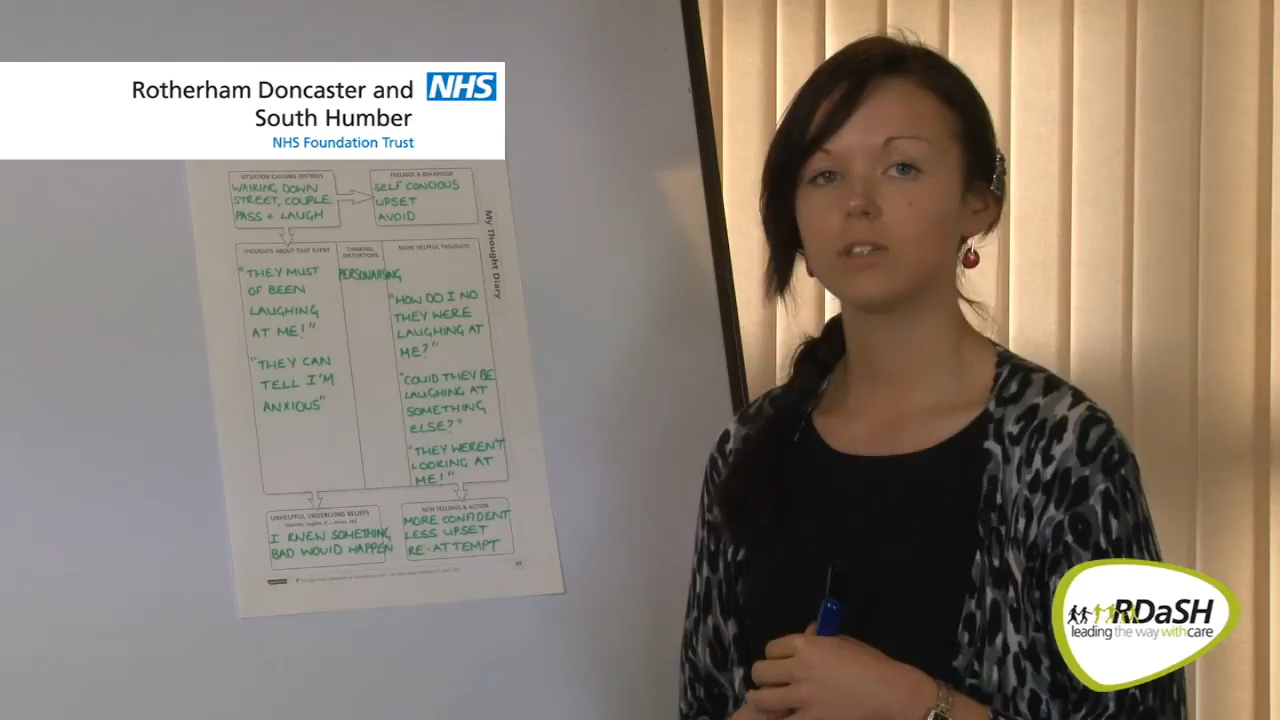 Rotherham Doncaster and
NHS
South Humber
NHS Foundation Trust
SITUATION CAUSING DISTRESS
WALKING DOWN
STREET, COUPLE
PASS + LAUGH
FEELINGS & BEHAVIOUR
SELF CONCIOUS
UPSET
AVOID
My Thought Diary
THOUGHTS ABOUT THAT EVENT
"THEY MUST
OF BEEN
LAUGHING
AT ME!"
"THEY CAN
TELL I'M
ANXIOUS"
THINKING
DISTORTIONS
PERSONALISING
MORE HELPFUL THOUGHTS
"HOW DO I NO
THEY WERE
LAUGHING AT
ME?"
"COULD THEY BE
LAUGHING AT
SOMETHING
ELSE?"
"THEY WEREN'T
LOOKING AT
ME!"
UNHELPFUL UNDERLYING BELIEFS
I KNEW SOMETHING
BAD WOULD HAPPEN
NEW FEELINGS & ACTION
MORE CONFIDENT
LESS UPSET
RE-ATTEMPT
RDaSH
leading the way with care